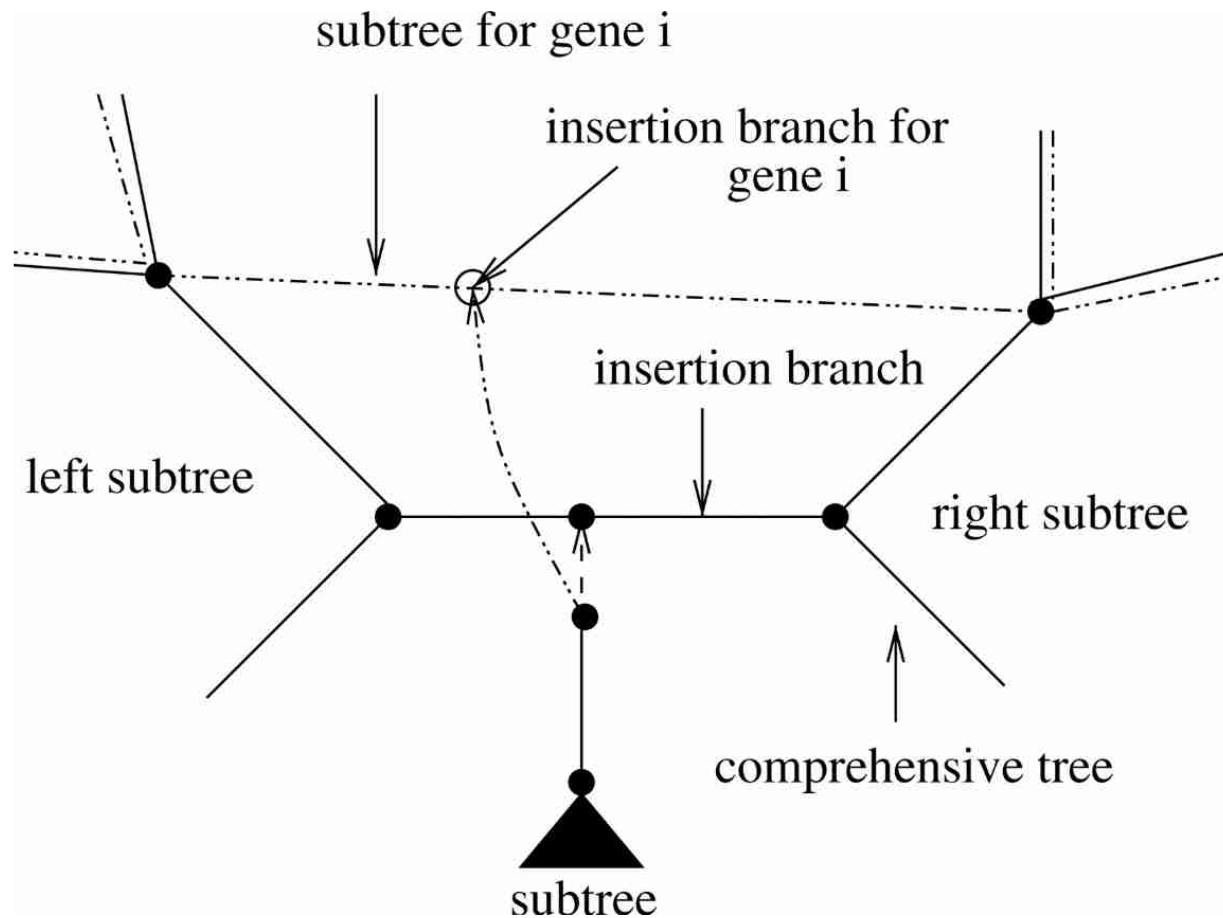 subtree for gene i
insertion branch for
gene i
insertion branch
left subtree
right subtree
comprehensive tree
subtree